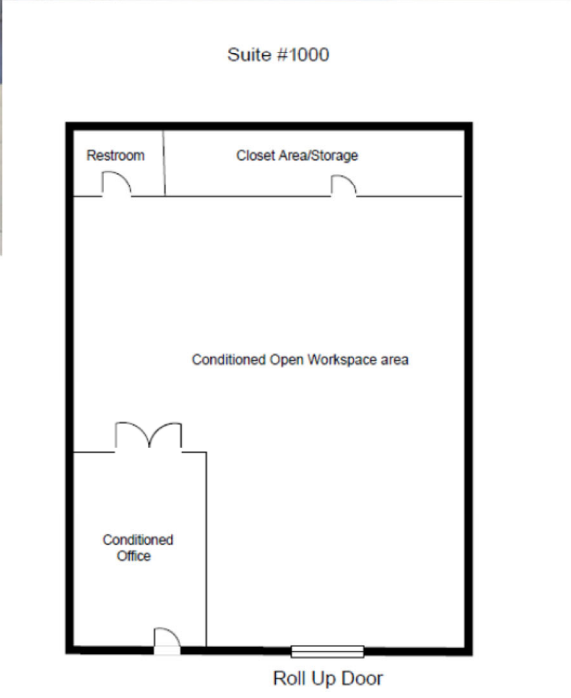 Suite #1000
Restroom
Closet Area/Storage
Conditioned Open Workspace area
Conditioned
Office
Roll Up Door